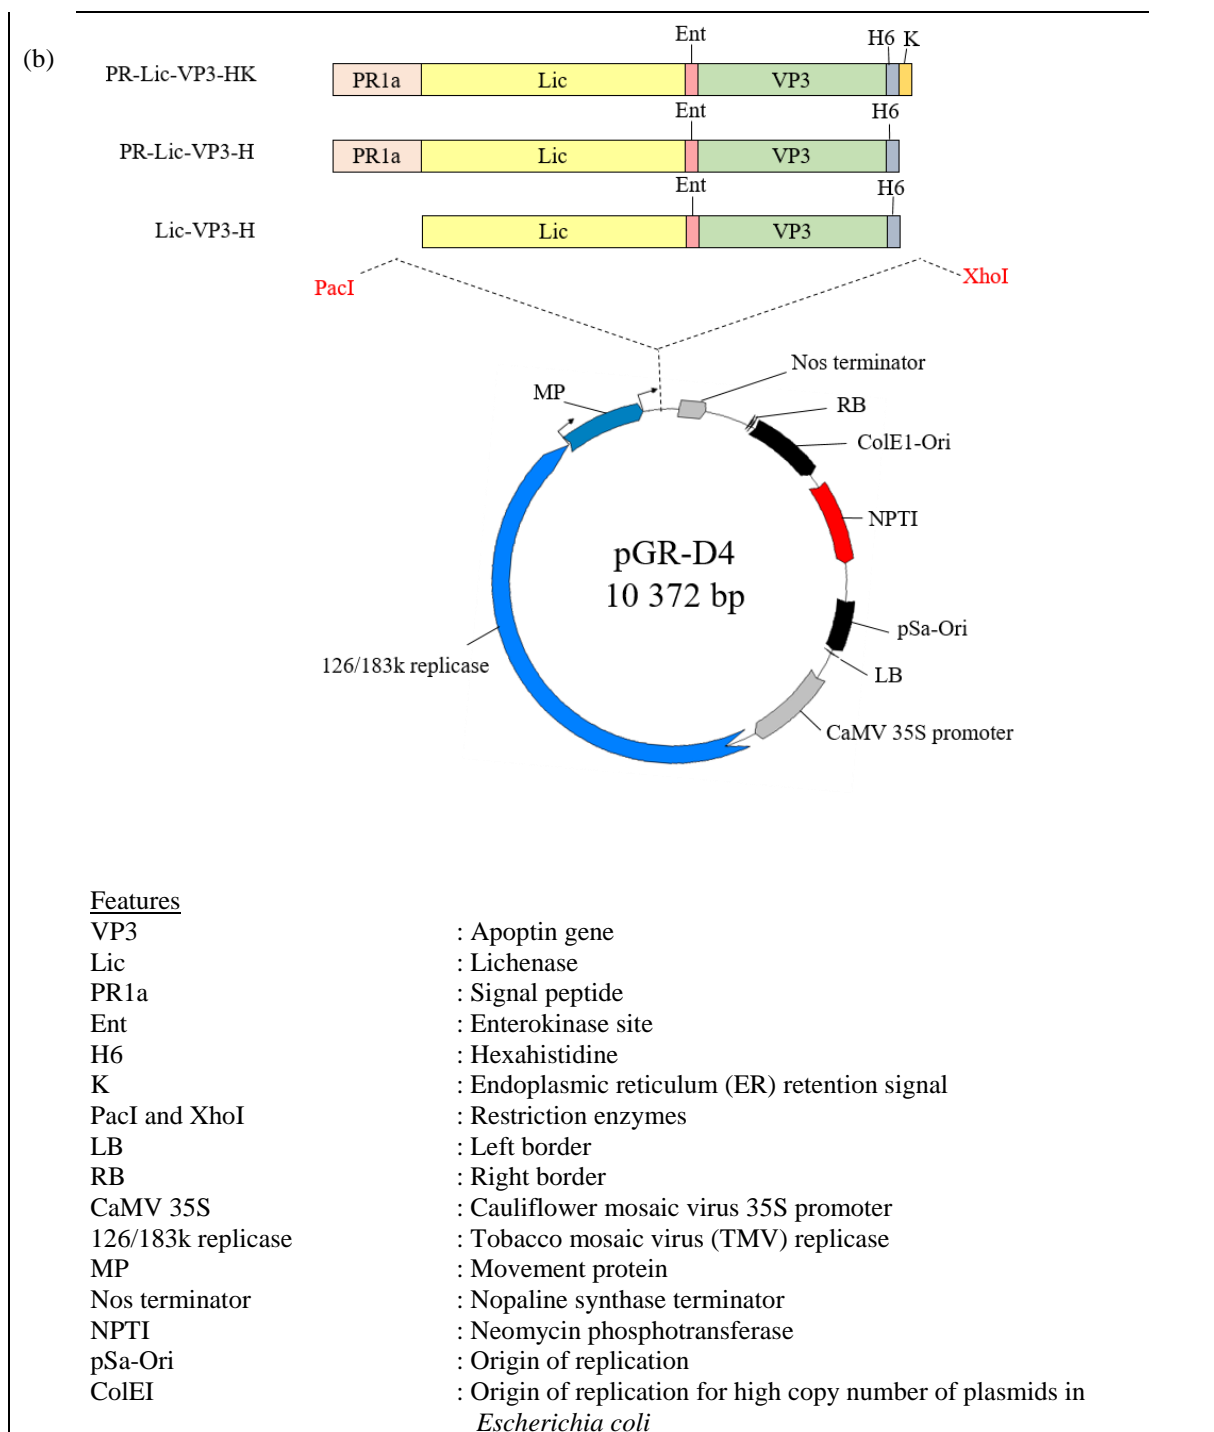 (b)
Ent
H6 K
PR-Lic-VP3-HK
PR1a Lic VP3
Ent
H6
PR-Lic-VP3-H
PR1a Lic VP3
Ent
H6
Lic-VP3-H
Lic VP3
PacI
XhoI
Nos terminator
MP
RB
ColE1-Ori
NPTI
pGR-D4
10 372 bp
pSa-Ori
126/183k replicase
LB
CaMV 35S promoter
Features
VP3 : Apoptin gene
Lic : Lichenase
PR1a : Signal peptide
Ent : Enterokinase site
H6 : Hexahistidine
K : Endoplasmic reticulum (ER) retention signal
PacI and XhoI : Restriction enzymes
LB : Left border
RB : Right border
CaMV 35S : Cauliflower mosaic virus 35S promoter
126/183k replicase : Tobacco mosaic virus (TMV) replicase
MP : Movement protein
Nos terminator : Nopaline synthase terminator
NPTI : Neomycin phosphotransferase
pSa-Ori : Origin of replication
ColEI : Origin of replication for high copy number of plasmids in
Escherichia coli